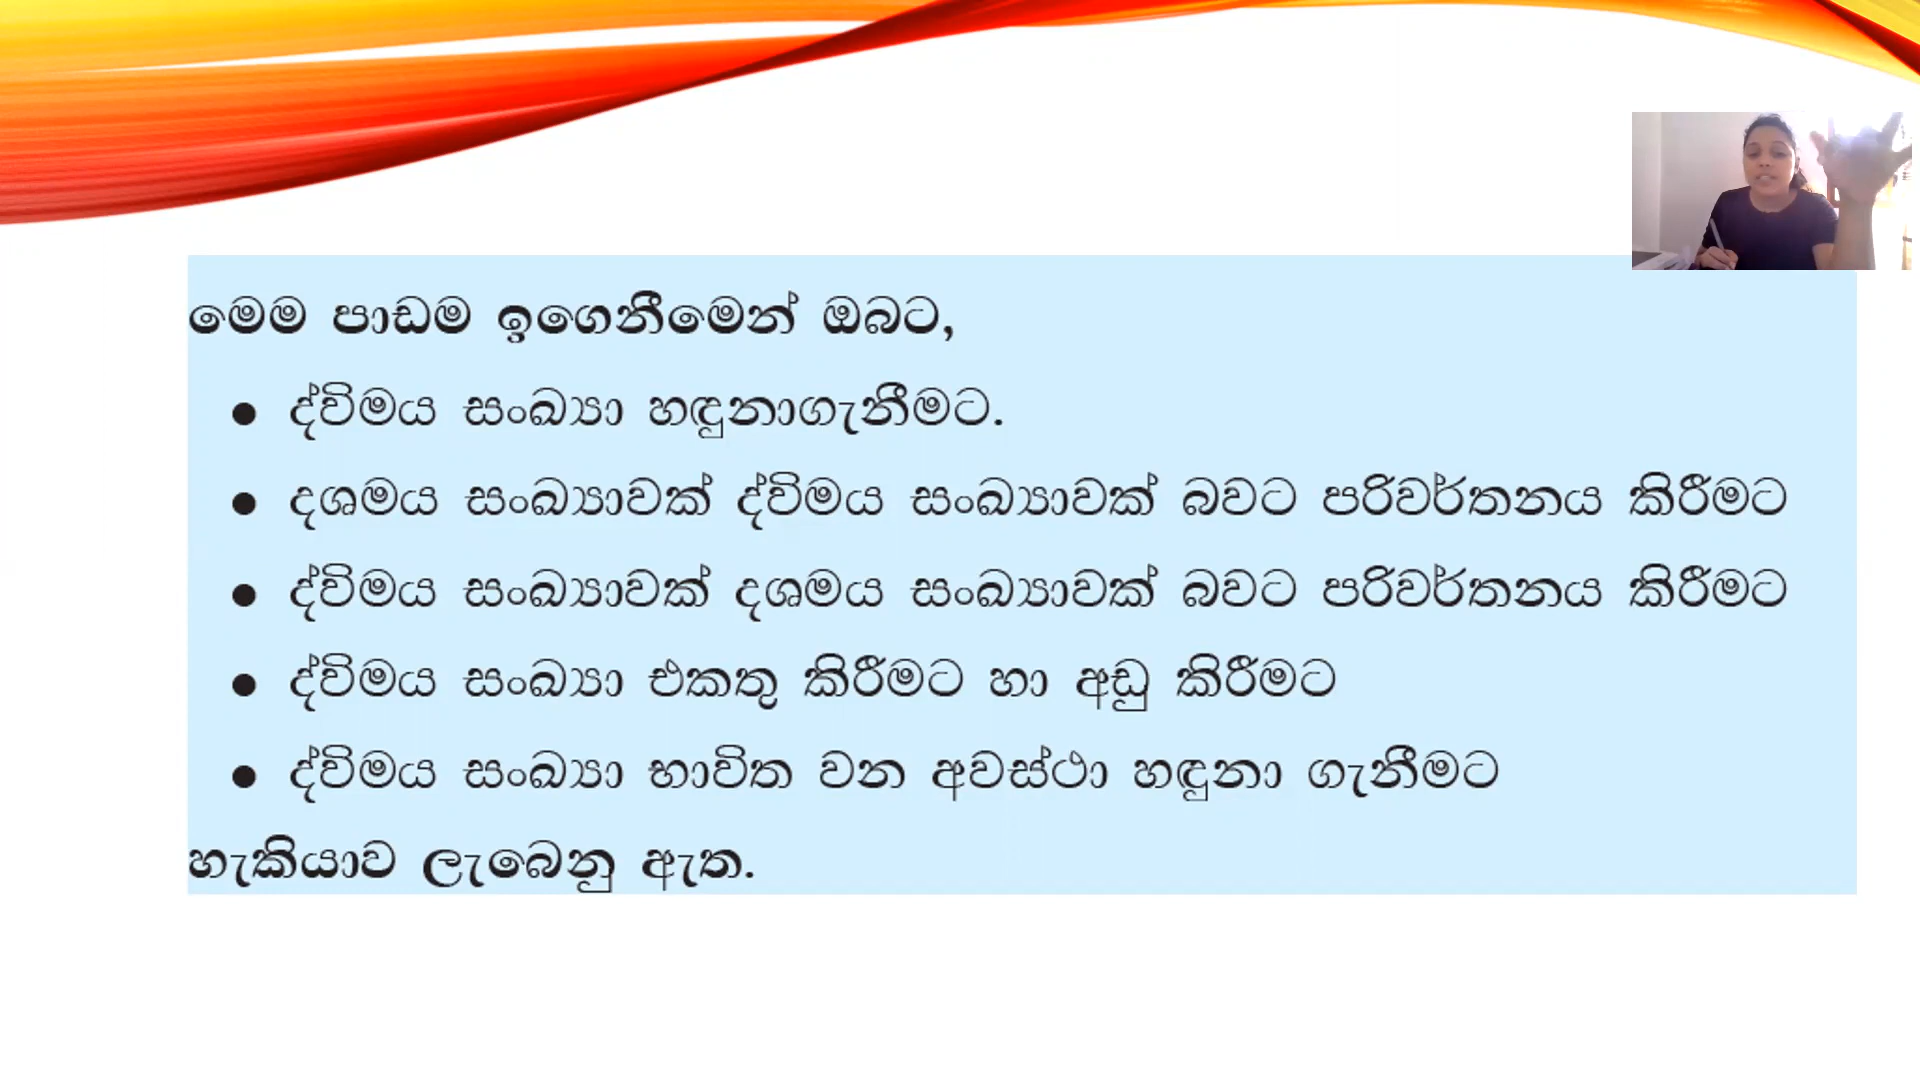 මෙම පාඩම ඉගෙනීමෙන් ඔබට,
● ද්විමය සංඛ්‍යා හඳුනාගැනීමට.
● දශමය සංඛ්‍යාවක් ද්විමය සංඛ්‍යාවක් බවට පරිවර්තනය කිරීමට
● ද්විමය සංඛ්‍යාවක් දශමය සංඛ්‍යාවක් බවට පරිවර්තනය කිරීමට
● ද්විමය සංඛ්‍යා එකතු කිරීමට හා අඩු කිරීමට
● ද්විමය සංඛ්‍යා භාවිත වන අවස්ථා හඳුනා ගැනීමට
හැකියාව ලැබෙනු ඇත.